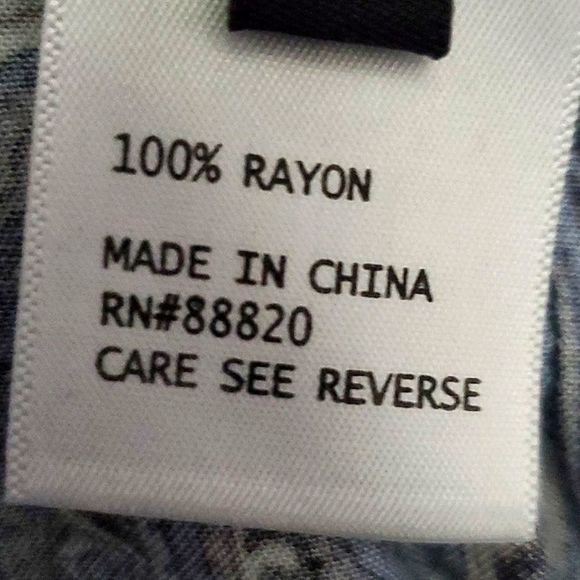 100% RAYON
MADE IN CHINA
RN#88820
CARE SEE REVERSE